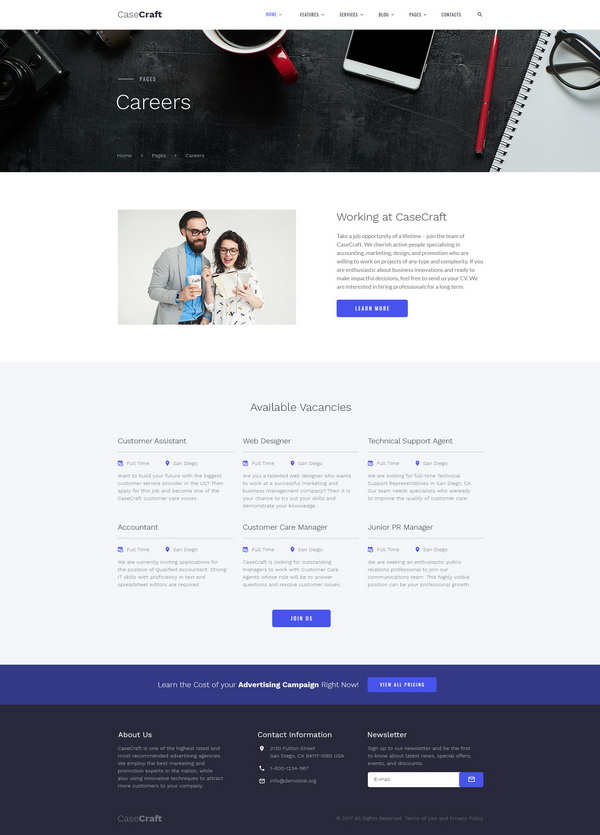 CaseCraft
HOME FEATURES SERVICES BLOG PAGES CONTACTS
PAGES
Careers
Home Pages Careers
Working at CaseCraft
Take a job opportunity of a lifetime – join the team of
CaseCraft. We cherish active people specialising in
accounting, marketing, design, and promotion who are
willing to work on projects of any type and complexity. If you
are enthusiastic about business innovations and ready to
make impactful decisions, feel free to send us your CV. We
are interested in hiring professionals for a long term.
LEARN MORE
Available Vacancies
Customer Assistant
Full Time San Diego
Want to build your future with the biggest
customer service provider in the US? Then
apply for this job and become one of the
CaseCraft customer care voices.
Web Designer
Full Time San Diego
Are you a talented web designer who wants
to work at a successful marketing and
business management company? Then it is
your chance to try out your skills and
demonstrate your knowledge.
Technical Support Agent
Full Time San Diego
We are looking for full-time Technical
Support Representatives in San Diego, CA.
Our team needs specialists who are ready
to improve the quality of customer care.
Accountant
Full Time San Diego
We are currently inviting applications for
the position of Qualified Accountant. Strong
IT skills with proficiency in text and
spreadsheet editors are required.
Customer Care Manager
Full Time San Diego
CaseCraft is looking for outstanding
managers to work with Customer Care
Agents whose role will be to answer
questions and resolve customer issues.
Junior PR Manager
Full Time San Diego
We are seeking an enthusiastic public
relations professional to join our
communications team. This highly visible
position can be your professional growth.
JOIN US
Learn the Cost of your Advertising Campaign Right Now!
VIEW ALL PRICING
About Us
CaseCraft is one of the highest rated and
most recommended advertising agencies.
We employ the best marketing and
promotion experts in the nation, while
also using innovative techniques to attract
more customers to your company.
Contact Information
2130 Fulton Street
San Diego, CA 94117-1080 USA
1-800-1234-567
info@demolink.org
Newsletter
Sign up to our newsletter and be the first
to know about latest news, special offers,
events, and discounts.
E-mail
CaseCraft
© 2017 All Rights Reserved. Terms of Use and Privacy Policy